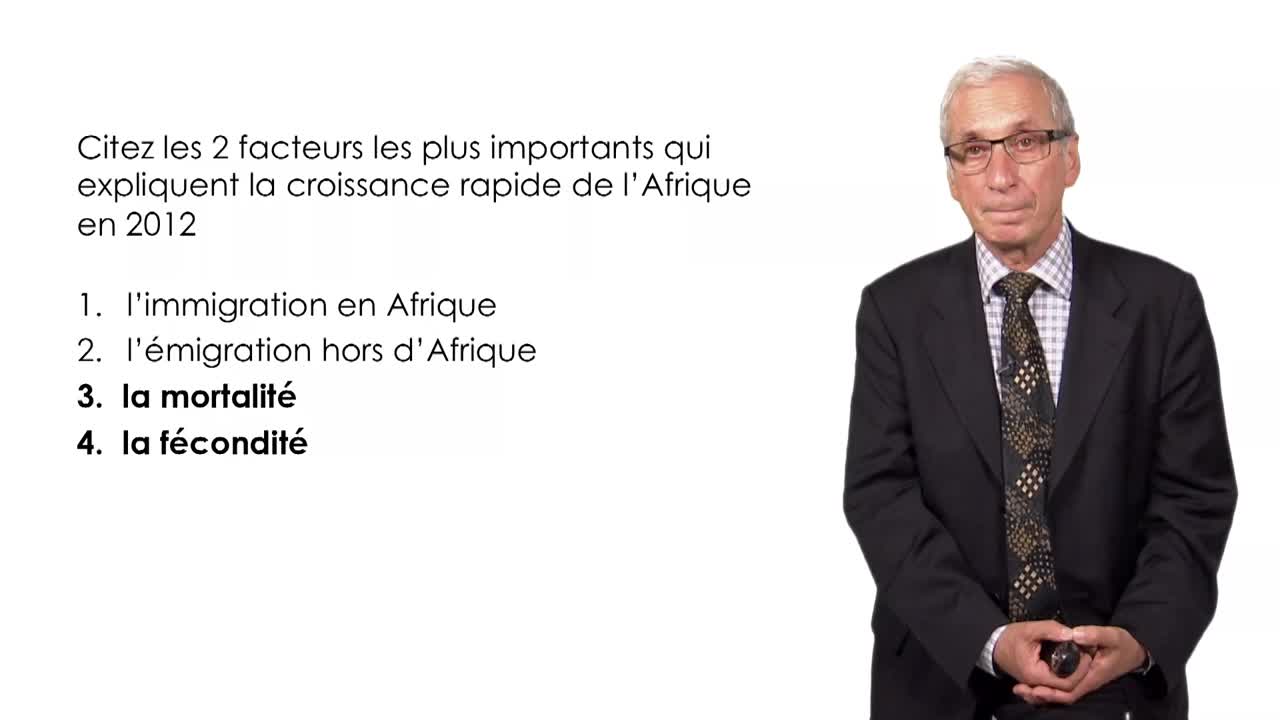 Citez les 2 facteurs les plus importants qui
expliquent la croissance rapide de l’Afrique
en 2012
1. l’immigration en Afrique
2. l’émigration hors d’Afrique
3. la mortalité
4. la fécondité